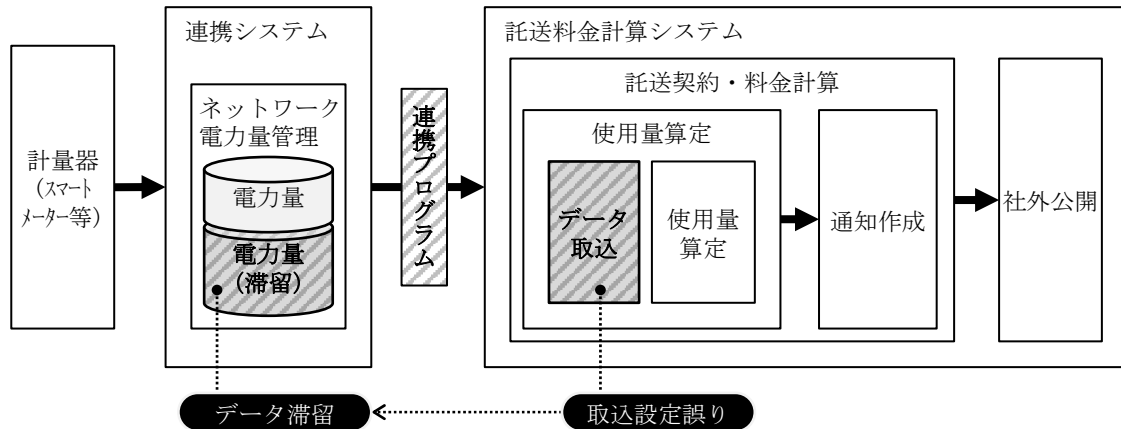 計量器
(スマート
メーター等)
連携システム
ネットワーク
電力量管理
電力量
電力量
(滞留)
連携プログラム
託送料金計算システム
託送契約・料金計算
使用量算定
データ
取込
使用量
算定
通知作成
社外公開
データ滞留
取込設定誤り